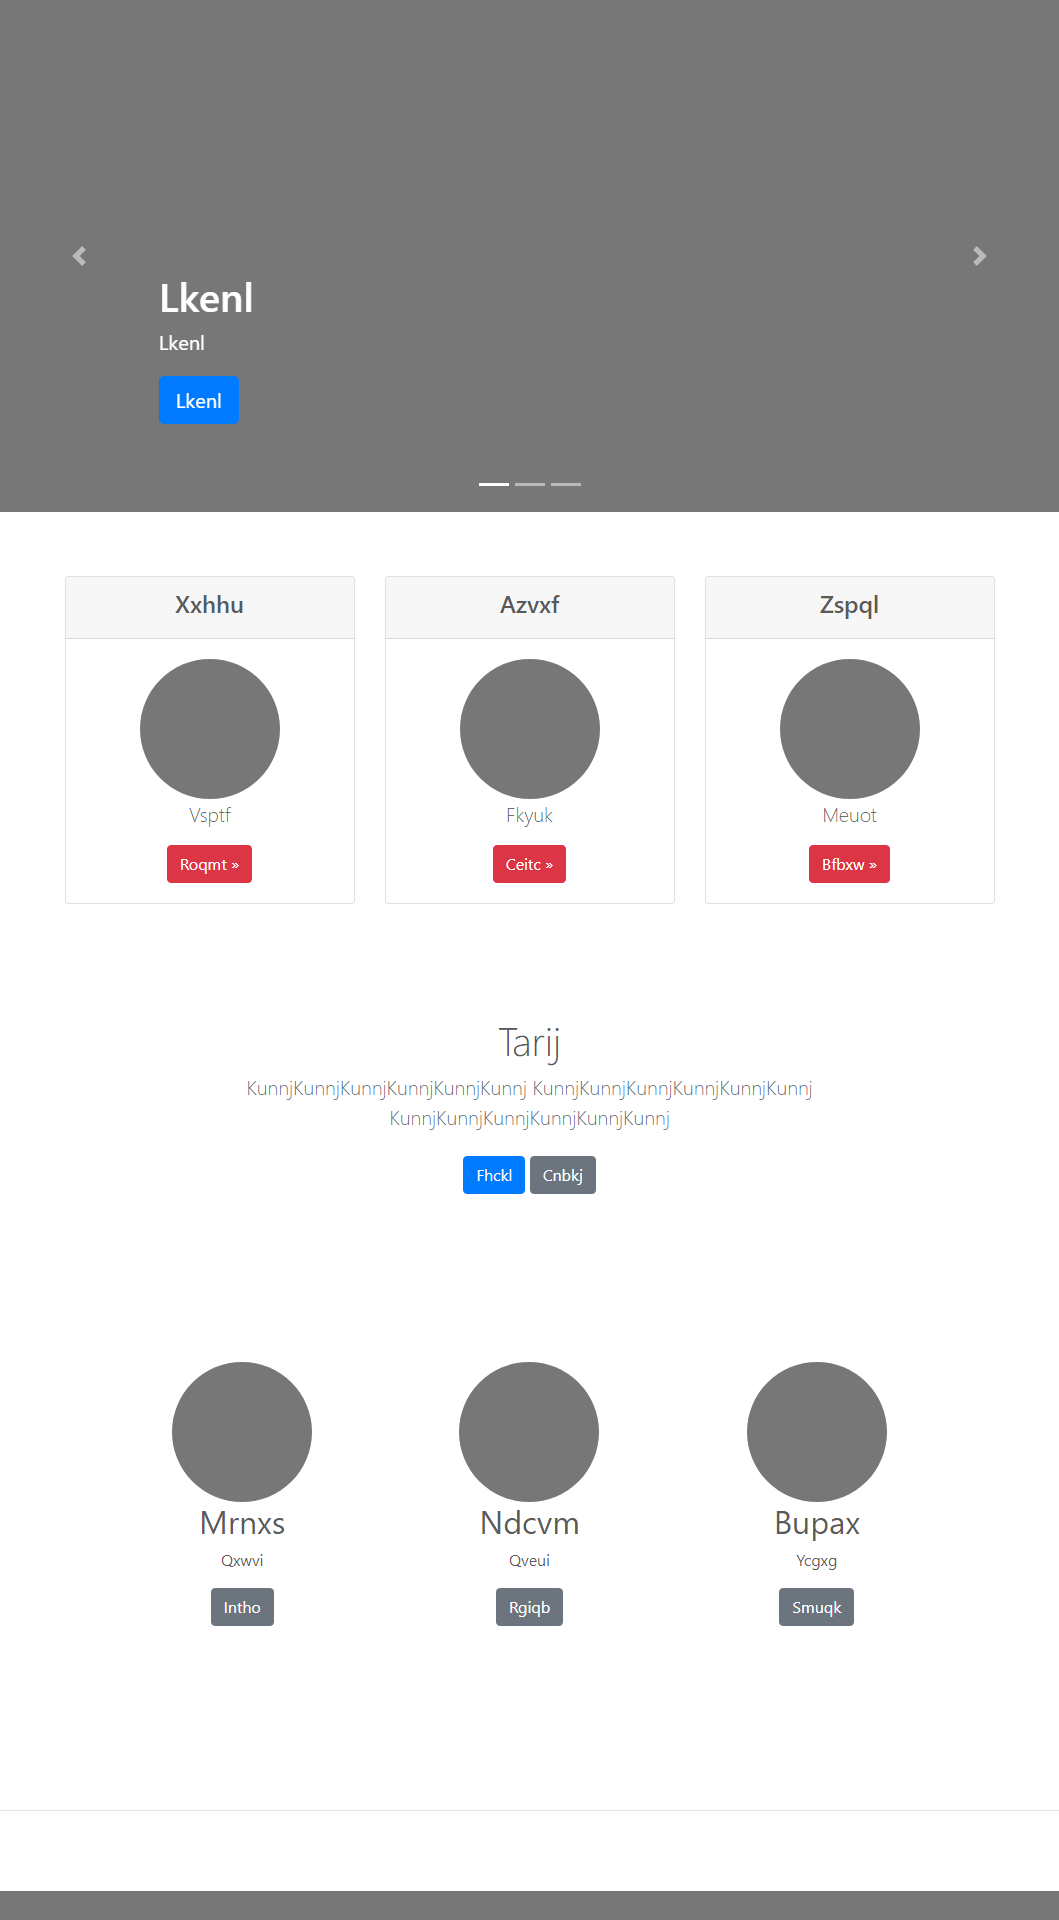 Lkenl
Lkenl
Lkenl
Xxhhu
Azvxf
Zspql
Vsptf
Fkyuk
Meuot
Roqmt »
Ceitc »
Bfbxw »
Tarij
KunnjKunnjKunnjKunnjKunnjKunnj KunnjKunnjKunnjKunnjKunnjKunnj
KunnjKunnjKunnjKunnjKunnjKunnj
Fhckl
Cnbkj
Mrnxs
Ndcvm
Bupax
Qxwvi
Qveui
Ycgxg
Intho
Rgiqb
Smuqk